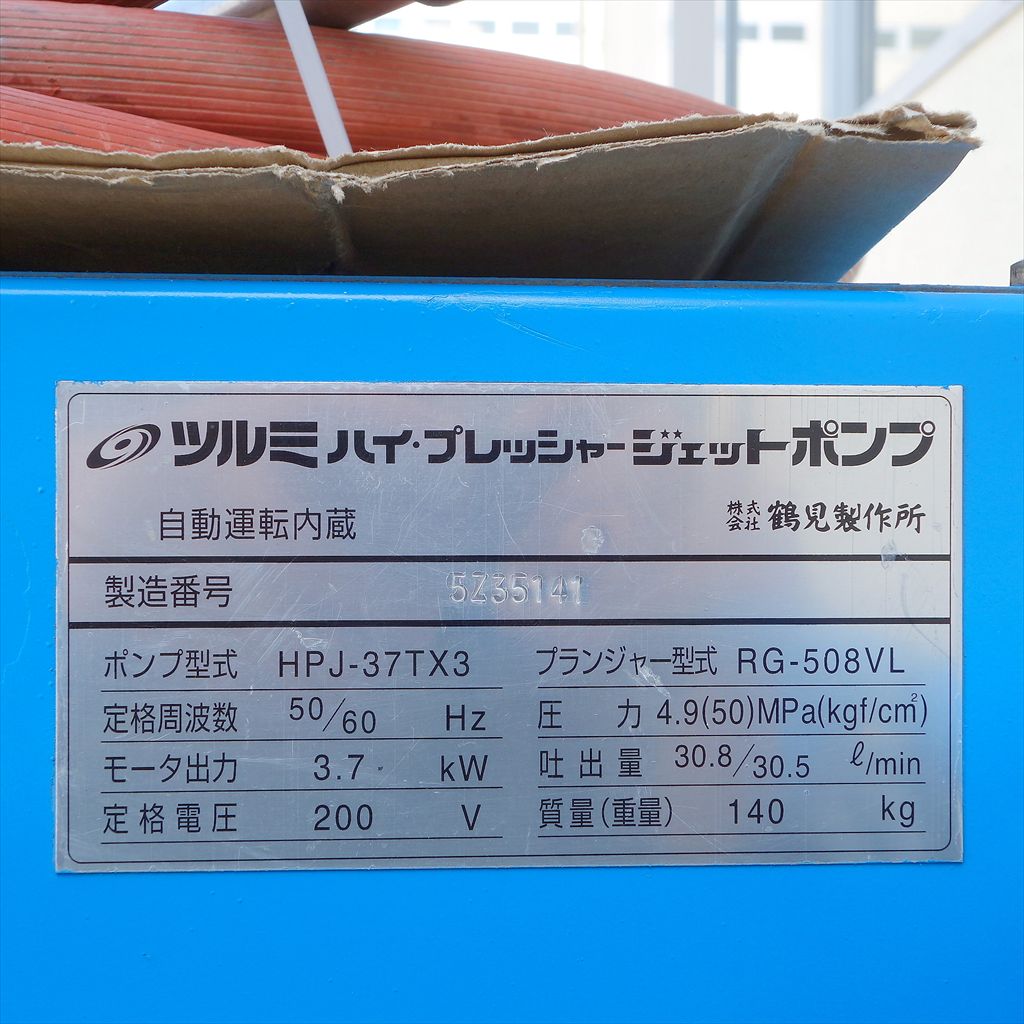 ツルミ ハイ・プレッシャージェットポンプ
自動運転内蔵 株式会社 鶴見製作所
製造番号 5Z35141
ポンプ型式 HPJ-37TX3 プランジャー型式 RG-508VL
定格周波数 50/60 Hz 圧力 4.9(50)MPa(kgf/cm²)
モータ出力 3.7 kW 吐出量 30.8/30.5 ℓ/min
定格電圧 200 V 質量(重量) 140 kg